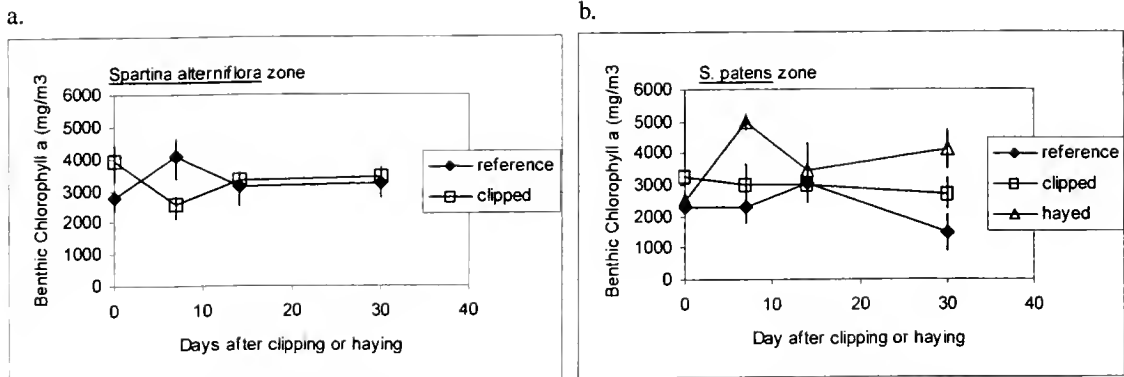 a.
Spartina alterniflora zone
Benthic Chlorophyll a (mg/m3
6000
5000
4000
3000
2000
1000
0
0 10 20 30 40
Days after clipping or haying
reference
clipped
b.
S. patens zone
Benthic Chlorophyll a (mg/m3
6000
5000
4000
3000
2000
1000
0
0 10 20 30 40
Day after clipping or haying
reference
clipped
hayed